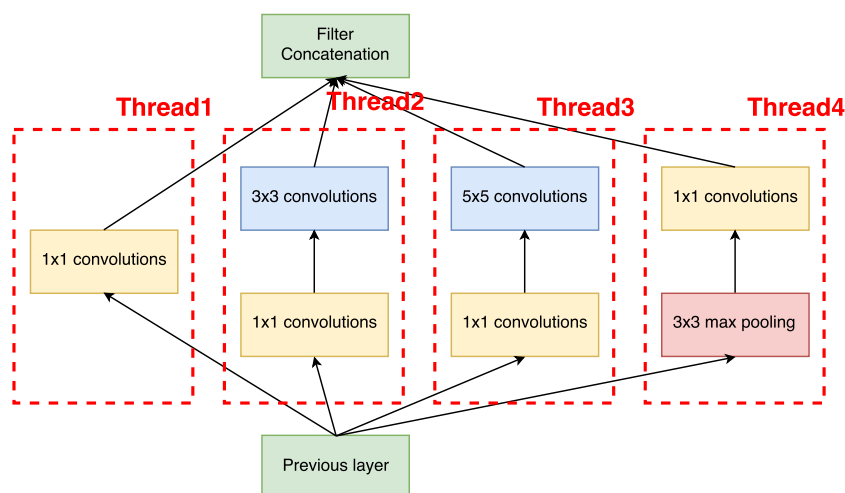 Filter
Concatenation
Thread1
Thread2
Thread3
Thread4
3x3 convolutions
5x5 convolutions
1x1 convolutions
1x1 convolutions
1x1 convolutions
1x1 convolutions
3x3 max pooling
Previous layer